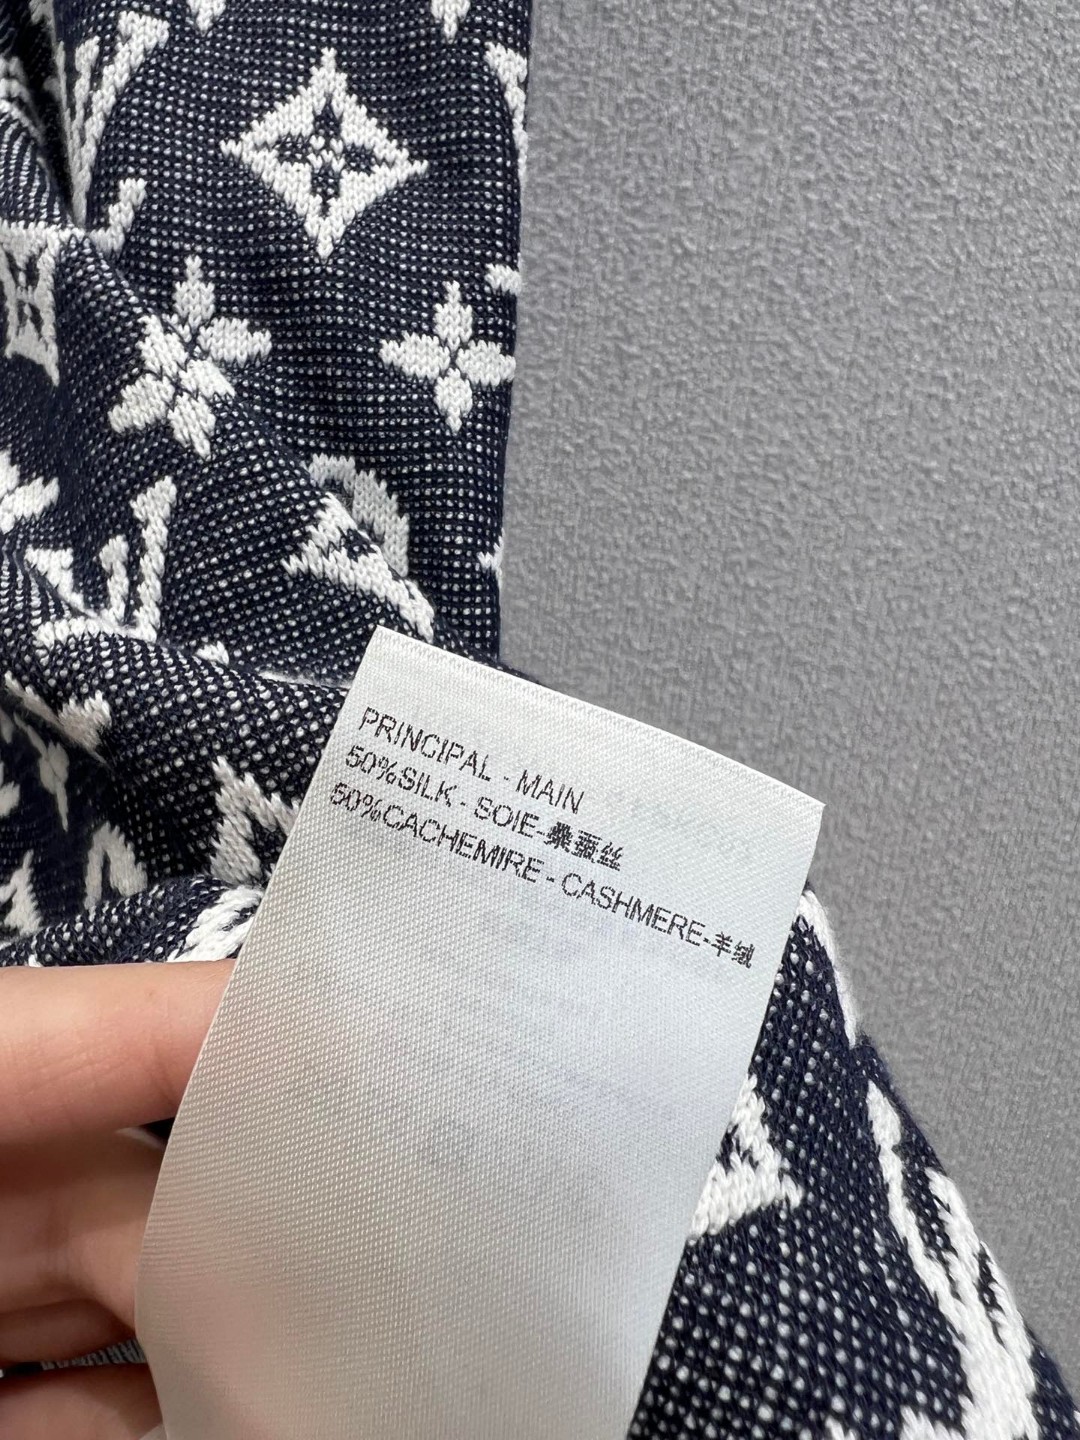 PRINCIPAL - MAIN
50%SILK - SOIE-桑蚕丝
50%CACHEMIRE - CASHMERE-羊绒